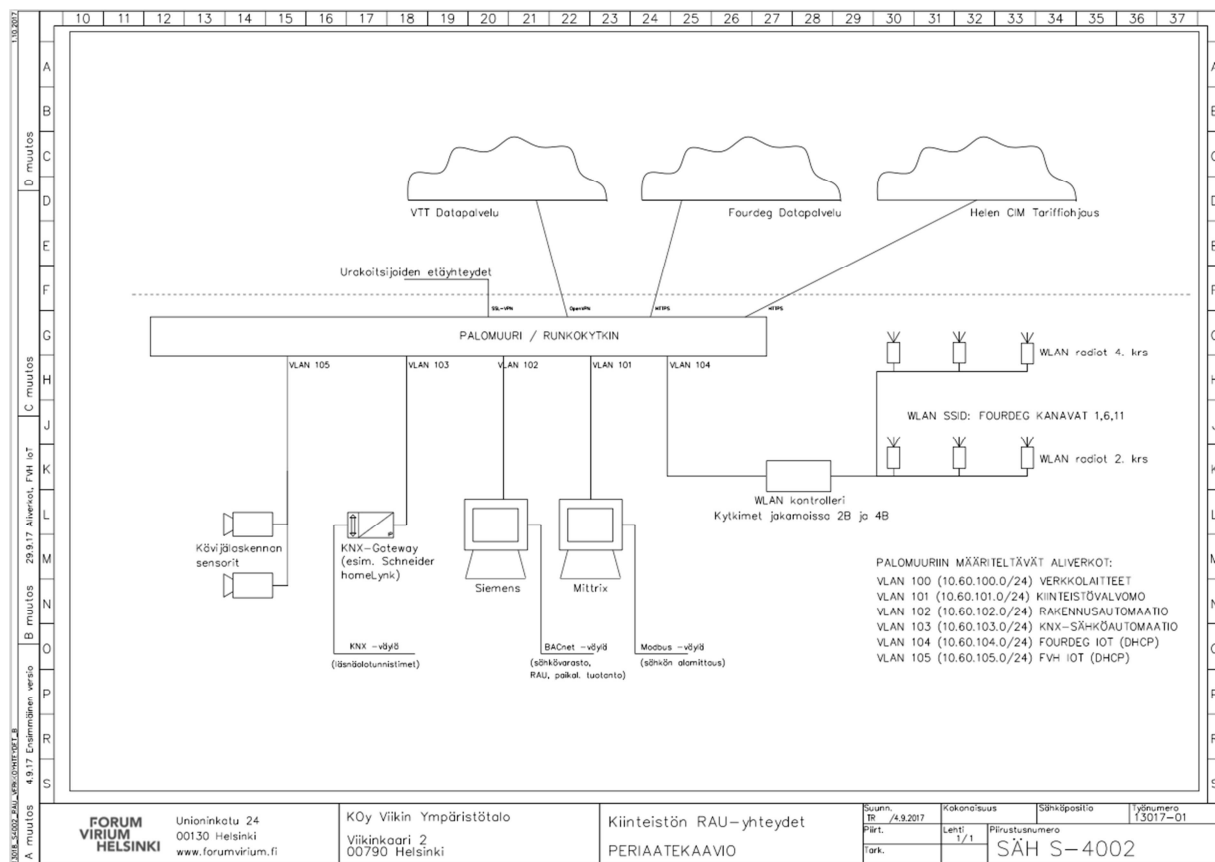 10 11 12 13 14 15 16 17 18 19 20 21 22 23 24 25 26 27 28 29 30 31 32 33 34 35 36 37
1.10.2017
A
B
C
D
E
F
G
H
J
K
L
M
N
O
P
R
S
D muutos
C muutos
B muutos 29.9.17 Aliverkot, FVH IoT
A muutos 4.9.17 Ensimmäinen versio
VTT Datapalvelu
Fourdeg Datapalvelu
Helen CIM Tariffiohjaus
Urakoitsijoiden etäyhteydet
SSL-VPN
OpenVPN
HTTPS
HTTPS
PALOMUURI / RUNKOKYTKIN
VLAN 105
VLAN 103
VLAN 102
VLAN 101
VLAN 104
WLAN radiot 4. krs
WLAN SSID: FOURDEG KANAVAT 1,6,11
WLAN radiot 2. krs
WLAN kontrolleri
Kytkimet jakamoissa 2B ja 4B
Kävijälaskennan
sensorit
KNX-Gateway
(esim. Schneider
homeLynk)
Siemens
Mittrix
KNX -väylä
(läsnäolotunnistimet)
BACnet -väylä
(sähkövarasto,
RAU, paikal. tuotanto)
Modbus -väylä
(sähkön alamittaus)
PALOMUURIIN MÄÄRITELTÄVÄT ALIVERKOT:
VLAN 100 (10.60.100.0/24) VERKKOLAITTEET
VLAN 101 (10.60.101.0/24) KIINTEISTÖVALVOMO
VLAN 102 (10.60.102.0/24) RAKENNUSAUTOMAATIO
VLAN 103 (10.60.103.0/24) KNX-SÄHKÖAUTOMAATIO
VLAN 104 (10.60.104.0/24) FOURDEG IOT (DHCP)
VLAN 105 (10.60.105.0/24) FVH IOT (DHCP)
FORUM
VIRIUM
HELSINKI
Unioninkatu 24
00130 Helsinki
www.forumvirium.fi
KOy Viikin Ympäristötalo
Viikinkaari 2
00790 Helsinki
Kiinteistön RAU-yhteydet
PERIAATEKAAVIO
Suunn.
TR /4.9.2017
Piirt.
Tark.
Kokonaisuus
Sähköpositio
Työnumero
13017-01
Lehti
1/1
Piirustusnumero
SÄH S-4002